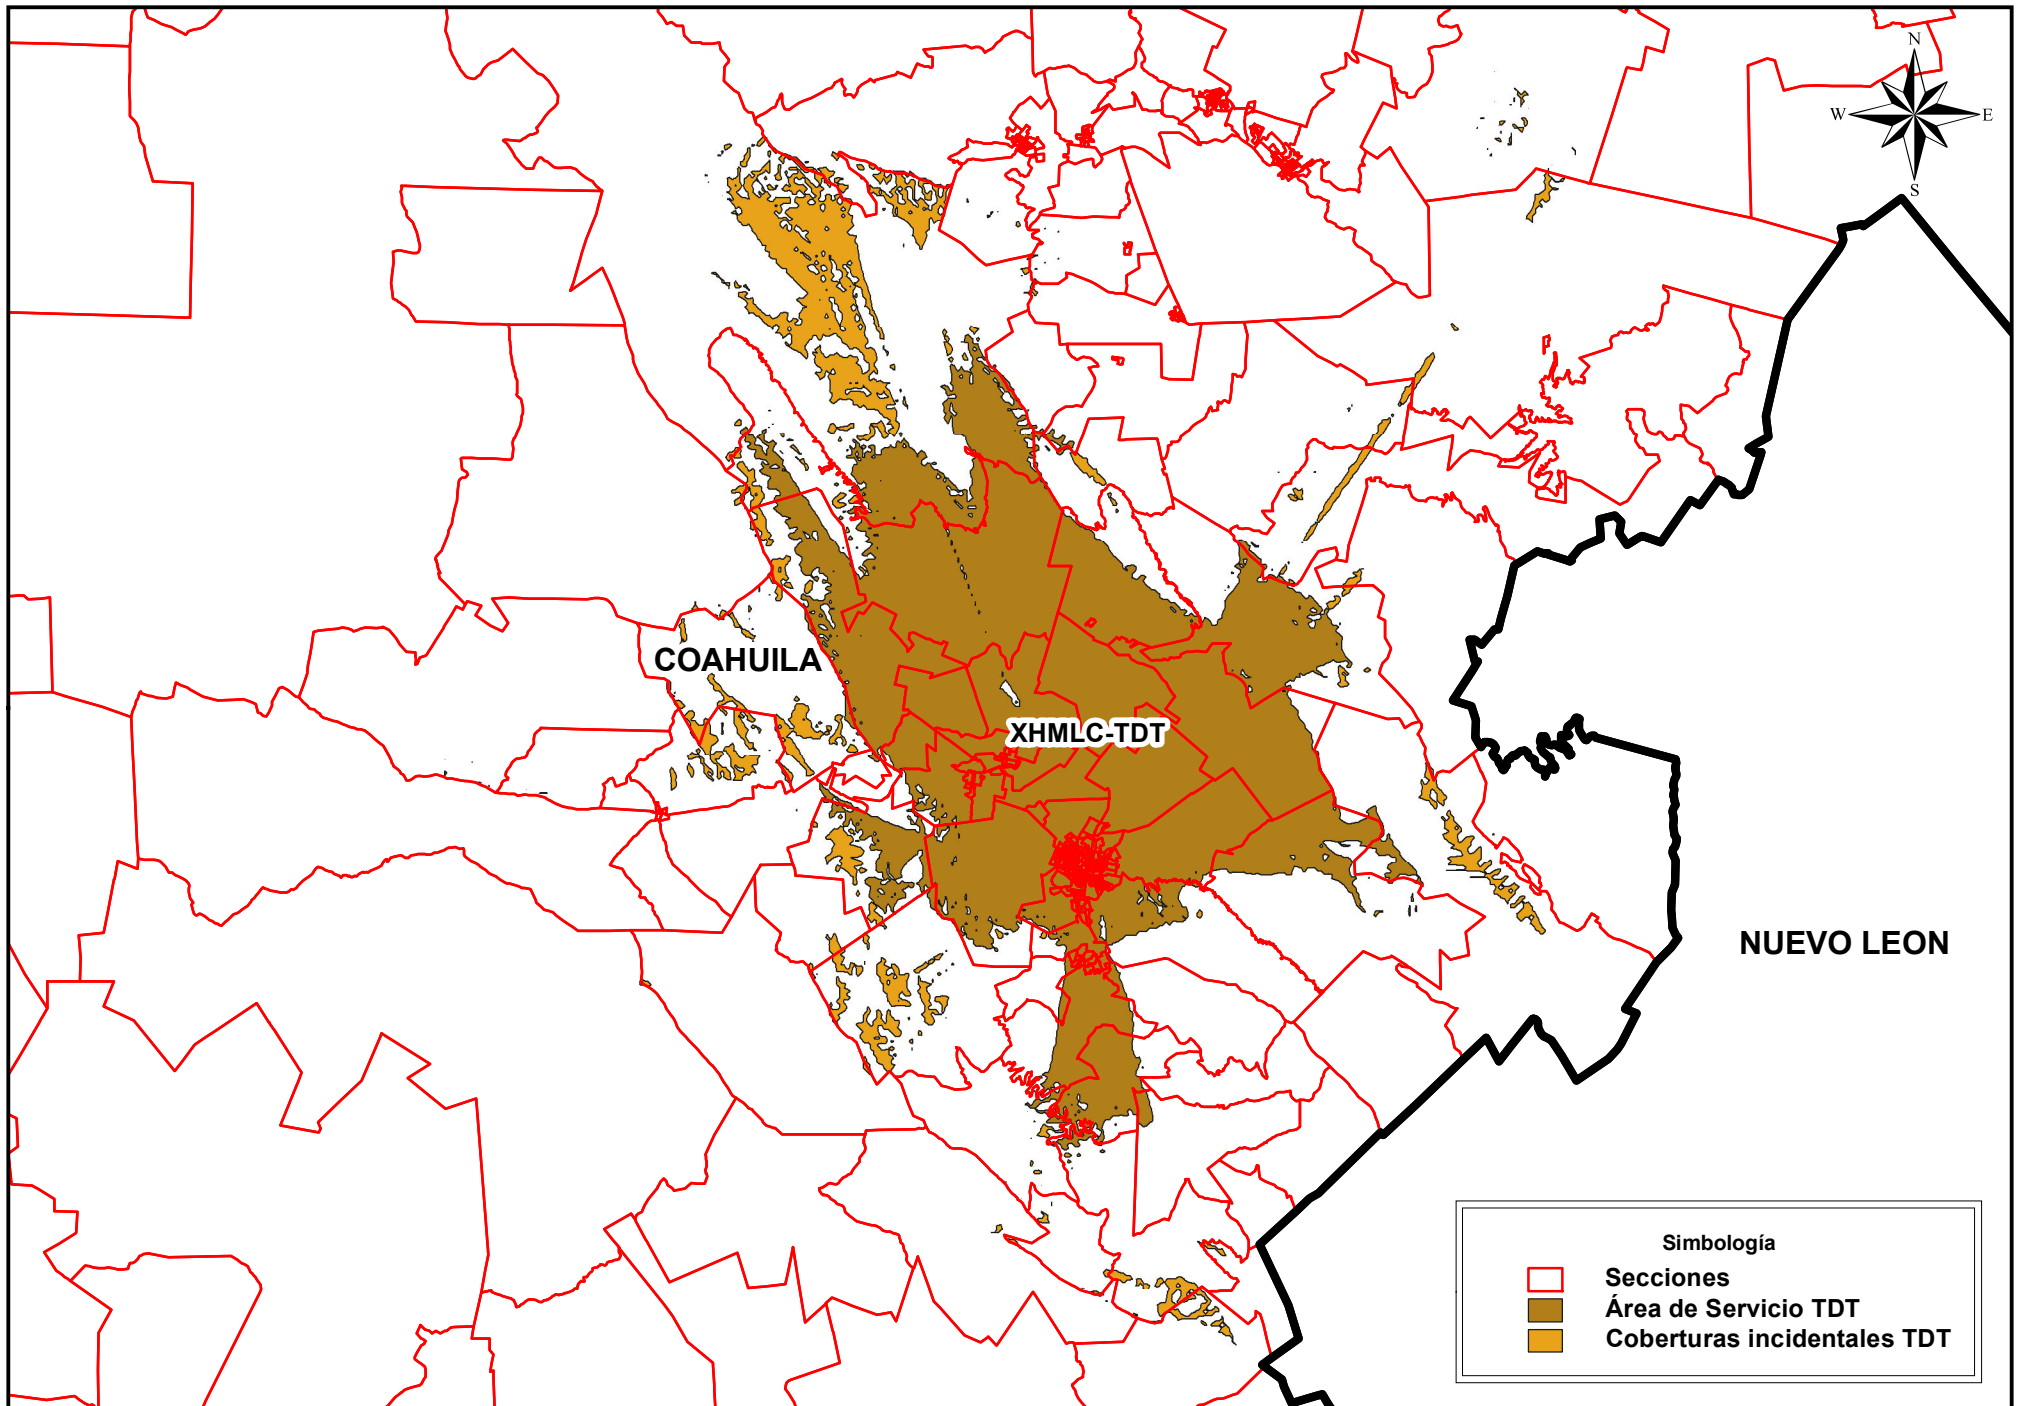 N
W E
S
COAHUILA
XHMLC-TDT
NUEVO LEON
Simbología
Secciones
Área de Servicio TDT
Coberturas incidentales TDT